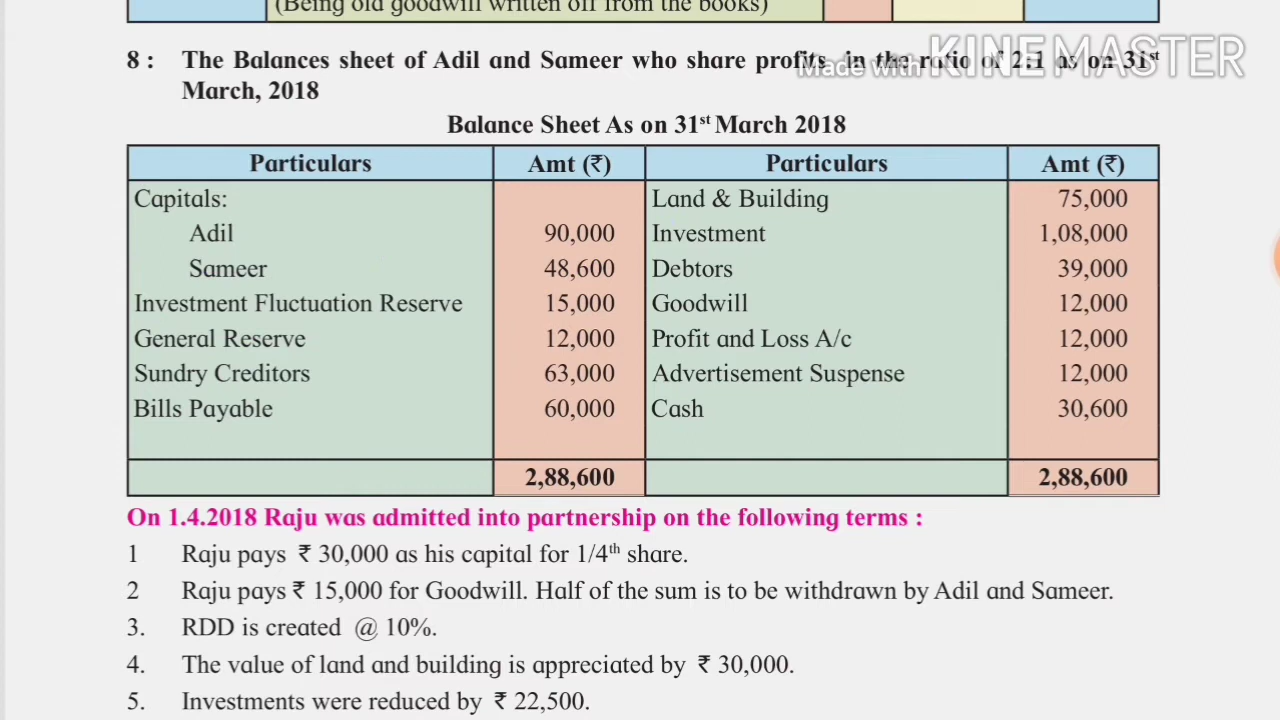 (Being old goodwill written off from the books)
Made with KINEMASTER
8 : The Balances sheet of Adil and Sameer who share profits in the ratio of 2:1 as on 31st
March, 2018
Balance Sheet As on 31st March 2018
Particulars Amt (₹) Particulars Amt (₹)
Capitals: Land & Building 75,000
Adil 90,000 Investment 1,08,000
Sameer 48,600 Debtors 39,000
Investment Fluctuation Reserve 15,000 Goodwill 12,000
General Reserve 12,000 Profit and Loss A/c 12,000
Sundry Creditors 63,000 Advertisement Suspense 12,000
Bills Payable 60,000 Cash 30,600
2,88,600 2,88,600
On 1.4.2018 Raju was admitted into partnership on the following terms :
1 Raju pays ₹ 30,000 as his capital for 1/4th share.
2 Raju pays ₹ 15,000 for Goodwill. Half of the sum is to be withdrawn by Adil and Sameer.
3. RDD is created @ 10%.
4. The value of land and building is appreciated by ₹ 30,000.
5. Investments were reduced by ₹ 22,500.